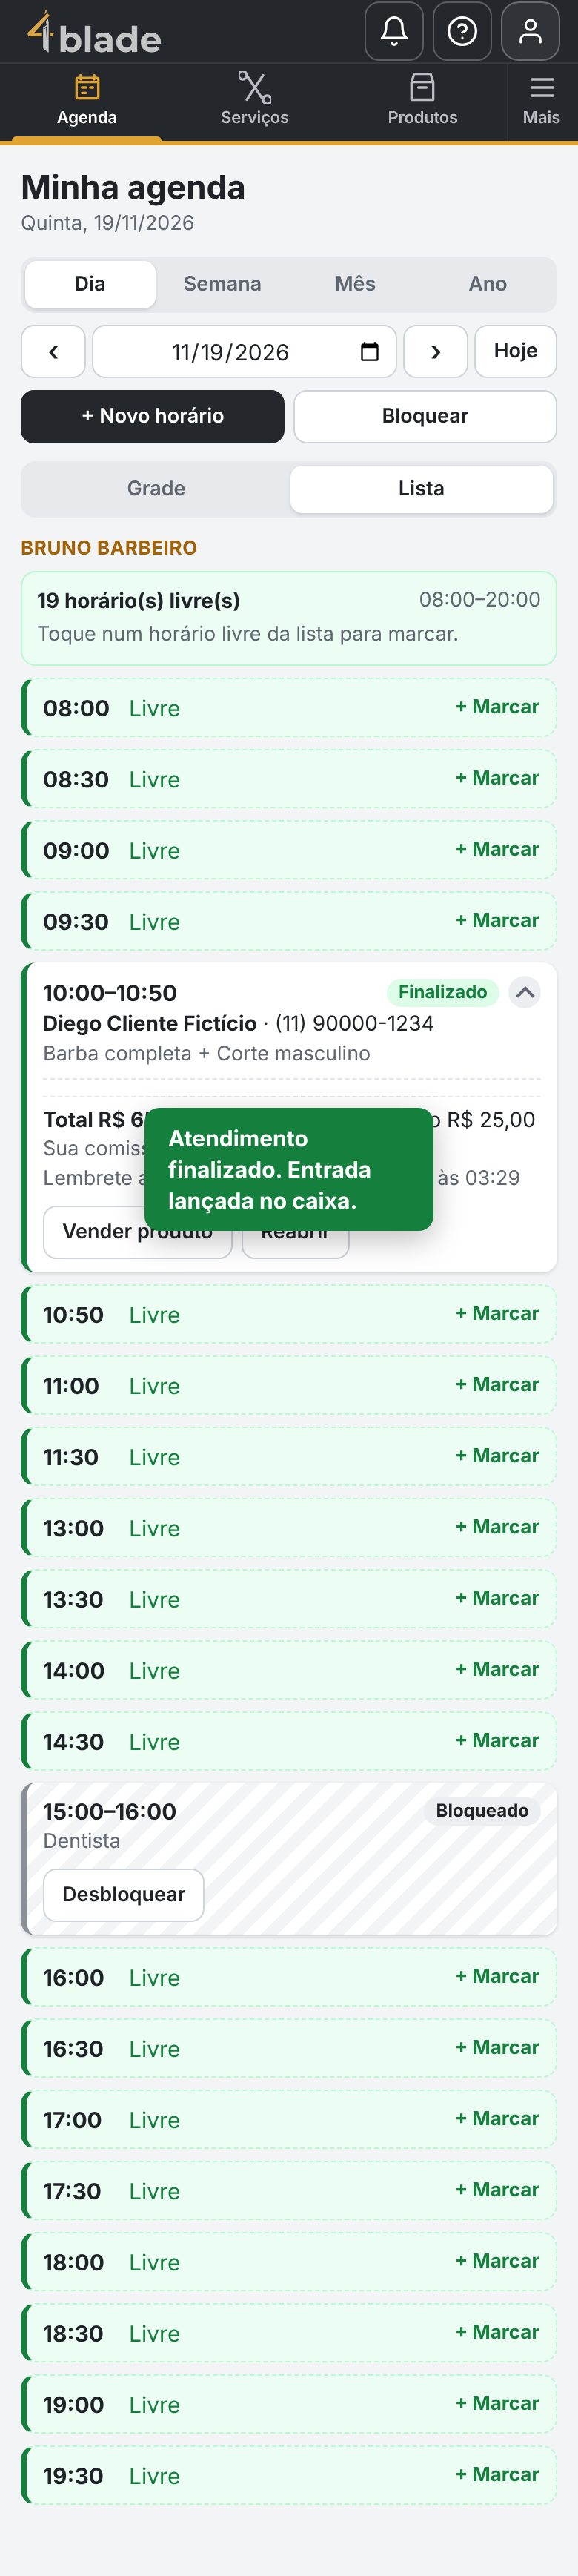 4blade
Agenda
Serviços
Produtos
Mais
Minha agenda
Quinta, 19/11/2026
Dia
Semana
Mês
Ano
‹
11/19/2026
›
Hoje
+ Novo horário
Bloquear
Grade
Lista
BRUNO BARBEIRO
19 horário(s) livre(s) 08:00–20:00
Toque num horário livre da lista para marcar.
08:00 Livre + Marcar
08:30 Livre + Marcar
09:00 Livre + Marcar
09:30 Livre + Marcar
10:00–10:50 Finalizado
Diego Cliente Fictício · (11) 90000-1234
Barba completa + Corte masculino
Total R$ R$ 25,00
Sua
Lembrete às 03:29
Atendimento
finalizado. Entrada
lançada no caixa.
Vender produto Reabrir
10:50 Livre + Marcar
11:00 Livre + Marcar
11:30 Livre + Marcar
13:00 Livre + Marcar
13:30 Livre + Marcar
14:00 Livre + Marcar
14:30 Livre + Marcar
15:00–16:00 Bloqueado
Dentista
Desbloquear
16:00 Livre + Marcar
16:30 Livre + Marcar
17:00 Livre + Marcar
17:30 Livre + Marcar
18:00 Livre + Marcar
18:30 Livre + Marcar
19:00 Livre + Marcar
19:30 Livre + Marcar